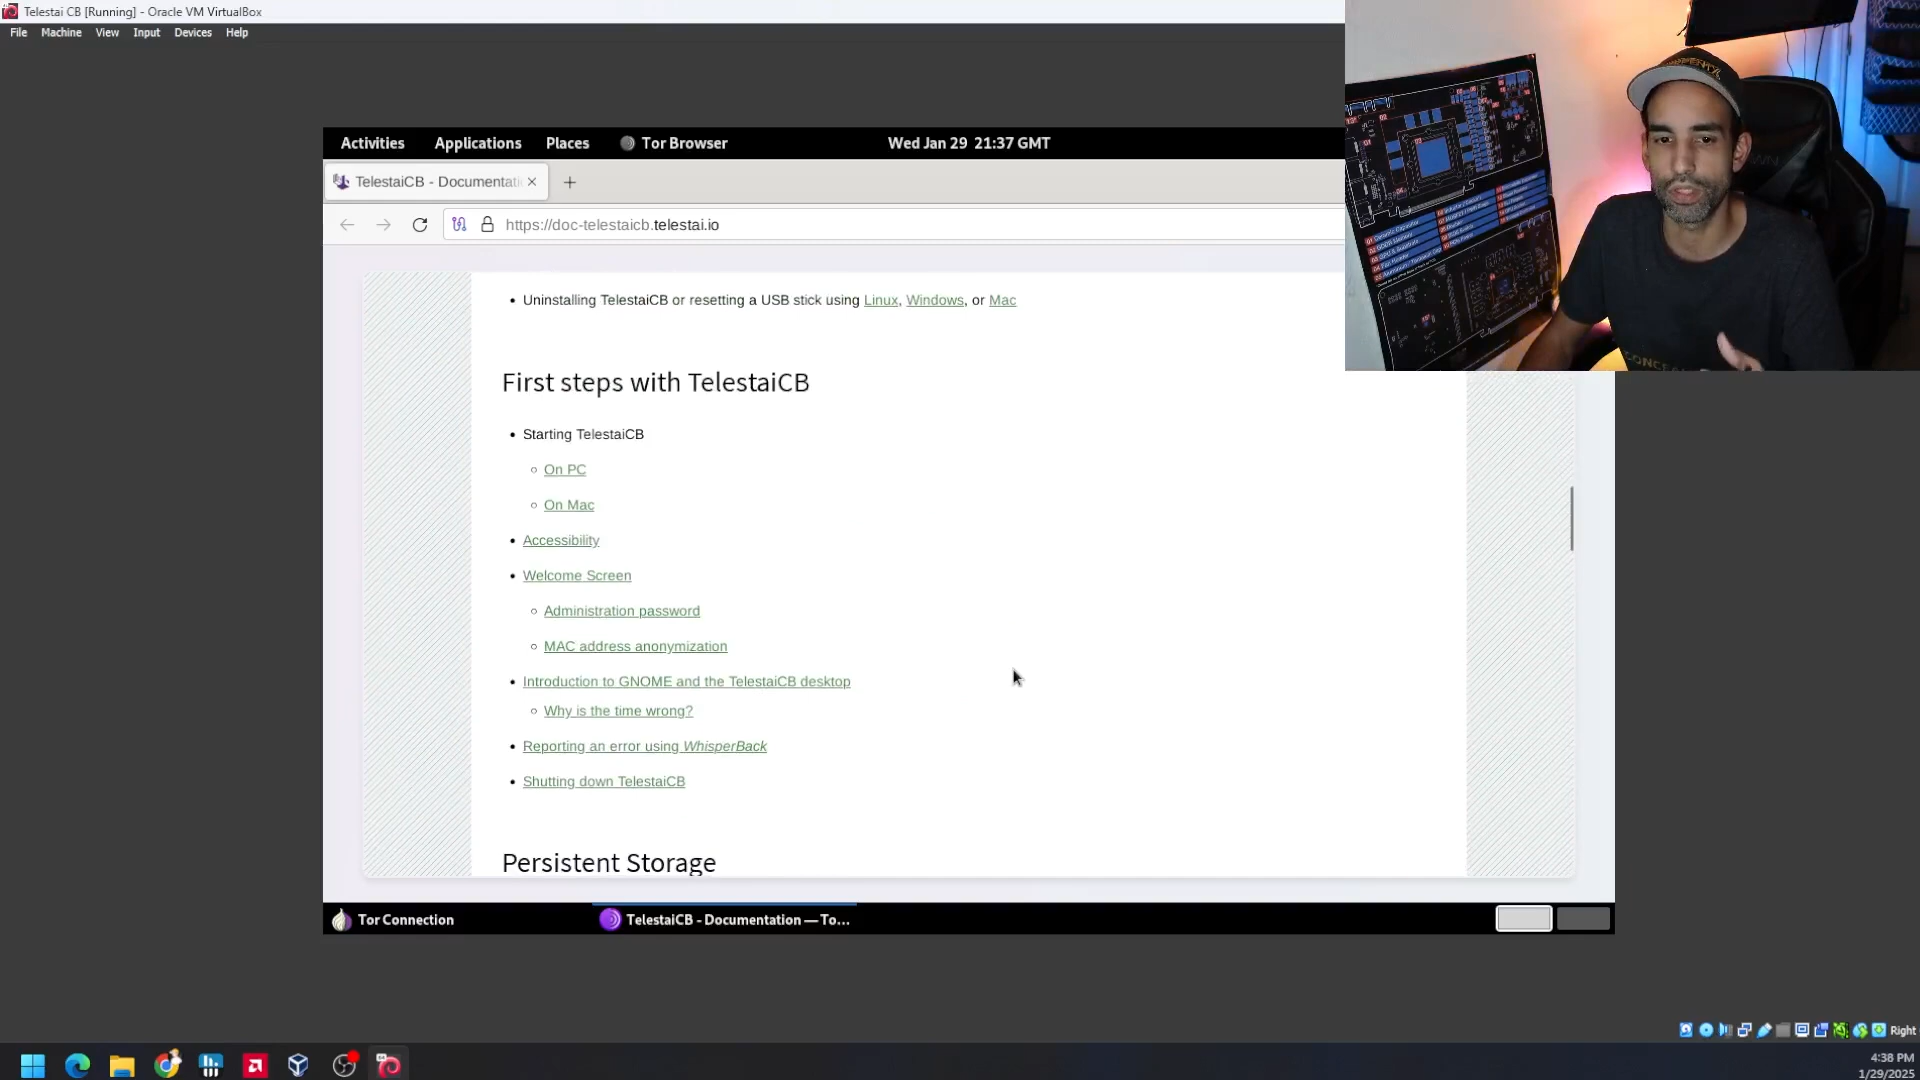 Telestai CB [Running] - Oracle VM VirtualBox
File Machine View Input Devices Help
Activities Applications Places Tor Browser Wed Jan 29 21:37 GMT
TelestaiCB - Documentati
https://doc-telestaicb.telestai.io
Uninstalling TelestaiCB or resetting a USB stick using Linux, Windows, or Mac
First steps with TelestaiCB
Starting TelestaiCB
On PC
On Mac
Accessibility
Welcome Screen
Administration password
MAC address anonymization
Introduction to GNOME and the TelestaiCB desktop
Why is the time wrong?
Reporting an error using WhisperBack
Shutting down TelestaiCB
Persistent Storage
Tor Connection TelestaiCB - Documentation — To...
Right
4:38 PM
1/29/2025